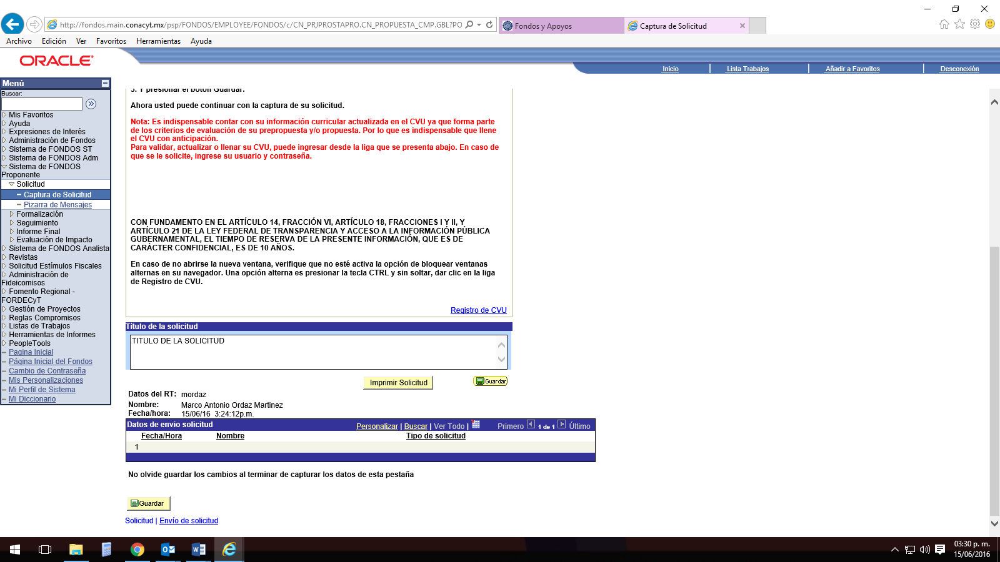 http://fondos.main.conacyt.mx/psp/FONDOS/EMPLOYEE/FONDOS/c/CN_PRJPROSTAPRO.CN_PROPUESTA_CMP.GBL?PO
Fondos y Apoyos
Captura de Solicitud
Archivo Edición Ver Favoritos Herramientas Ayuda
ORACLE
Inicio Lista Trabajos Añadir a Favoritos Desconexión
Menú
Buscar:
Mis Favoritos
Ayuda
Expresiones de Interés
Administración de Fondos
Sistema de FONDOS ST
Sistema de FONDOS Adm
Sistema de FONDOS
Proponente
Solicitud
Captura de Solicitud
Pizarra de Mensajes
Formalización
Seguimiento
Informe Final
Evaluación de Impacto
Sistema de FONDOS Analista
Revistas
Solicitud Estímulos Fiscales
Administración de
Fideicomisos
Fomento Regional -
FORDECyT
Gestión de Proyectos
Reglas Compromisos
Listas de Trabajos
Herramientas de Informes
PeopleTools
Pagina Inicial
Página Inicial del Fondos
Cambio de Contraseña
Mis Personalizaciones
Mi Perfil de Sistema
Mi Diccionario
5. Y presionar el botón Guardar.
Ahora usted puede continuar con la captura de su solicitud.
Nota: Es indispensable contar con su información curricular actualizada en el CVU ya que forma parte
de los criterios de evaluación de su prepropuesta y/o propuesta. Por lo que es indispensable que llene
el CVU con anticipación.
Para validar, actualizar o llenar su CVU, puede ingresar desde la liga que se presenta abajo. En caso de
que se le solicite, ingrese su usuario y contraseña.
CON FUNDAMENTO EN EL ARTÍCULO 14, FRACCIÓN VI, ARTÍCULO 18, FRACCIONES I Y II, Y
ARTÍCULO 21 DE LA LEY FEDERAL DE TRANSPARENCIA Y ACCESO A LA INFORMACIÓN PÚBLICA
GUBERNAMENTAL, EL TIEMPO DE RESERVA DE LA PRESENTE INFORMACIÓN, QUE ES DE
CARÁCTER CONFIDENCIAL, ES DE 10 AÑOS.
En caso de no abrirse la nueva ventana, verifique que no esté activa la opción de bloquear ventanas
alternas en su navegador. Una opción alterna es presionar la tecla CTRL y sin soltar, dar clic en la liga
de Registro de CVU.
Registro de CVU
Título de la solicitud
TITULO DE LA SOLICITUD
Imprimir Solicitud Guardar
Datos del RT: mordaz
Nombre: Marco Antonio Ordaz Martinez
Fecha/hora: 15/06/16 3:24:12p.m.
Datos de envio solicitud Personalizar | Buscar | Ver Todo | Primero 1 de 1 Último
Fecha/Hora Nombre Tipo de solicitud
1
No olvide guardar los cambios al terminar de capturar los datos de esta pestaña
Guardar
Solicitud | Envío de solicitud
03:30 p. m.
15/06/2016